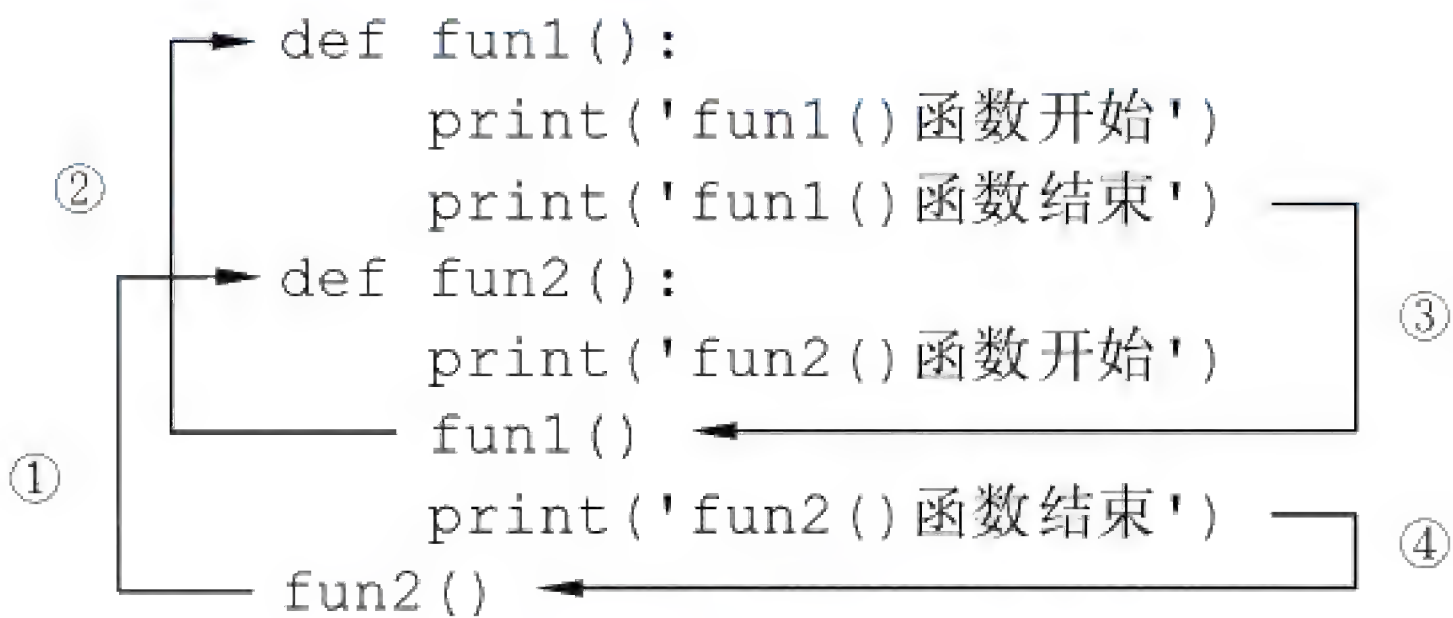 def fun1():
print('fun1()函数开始')
②
print('fun1()函数结束')
def fun2():
③
print('fun2()函数开始')
fun1()
①
print('fun2()函数结束')
④
fun2()